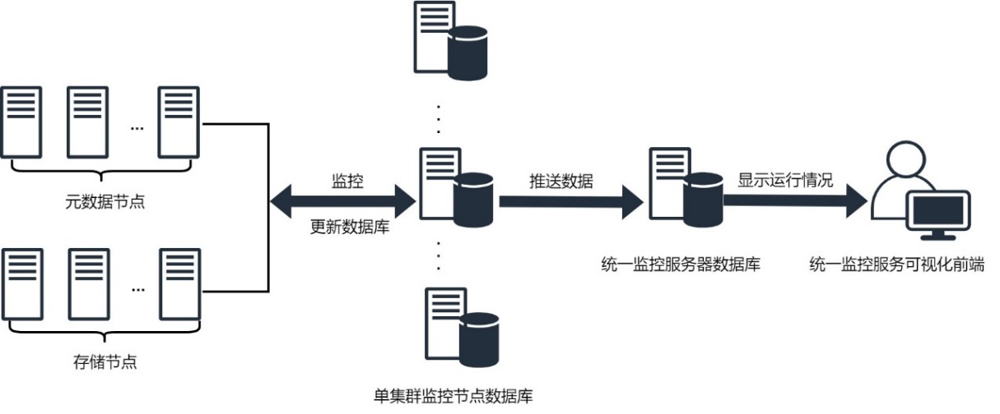 ...
元数据节点
...
存储节点
监控
更新数据库
单集群监控节点数据库
推送数据
统一监控服务器数据库
显示运行情况
统一监控服务可视化前端